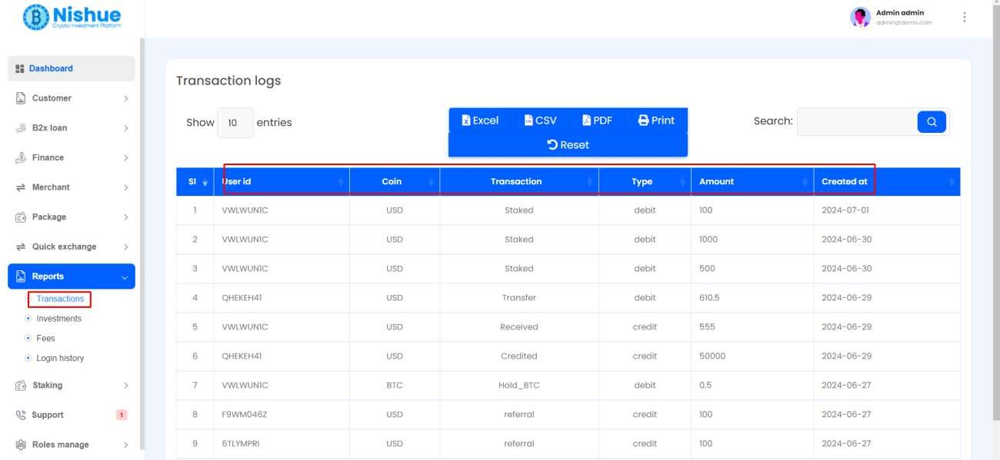 Nishue
Crypto Investment Platform
Admin admin
admin@demo.com
Dashboard
Customer
B2x loan
Finance
Merchant
Package
Quick exchange
Reports
Transactions
Investments
Fees
Login history
Staking
Support 1
Roles manage
Transaction logs
Show 10 entries
Excel CSV PDF Print
Reset
Search:
Sl User id Coin Transaction Type Amount Created at
1 VWLWUN1C USD Staked debit 100 2024-07-01
2 VWLWUN1C USD Staked debit 1000 2024-06-30
3 VWLWUN1C USD Staked debit 500 2024-06-30
4 QHEKEH41 USD Transfer debit 610.5 2024-06-29
5 VWLWUN1C USD Received credit 555 2024-06-29
6 QHEKEH41 USD Credited credit 50000 2024-06-29
7 VWLWUN1C BTC Hold_BTC debit 0.5 2024-06-27
8 F9WM046Z USD referral credit 100 2024-06-27
9 6TLYMPRI USD referral credit 100 2024-06-27